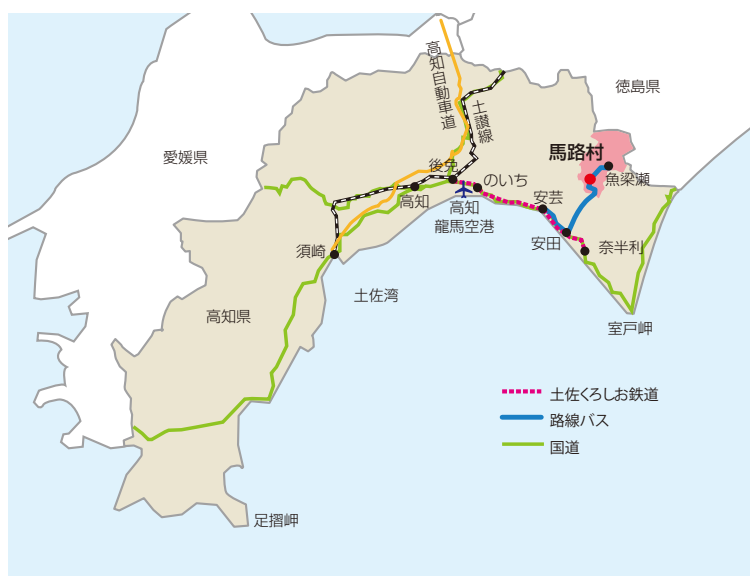 徳島県
高知自動車道
土讃線
馬路村
愛媛県
後免
魚梁瀬
のいち
高知
安芸
高知
龍馬空港
安田
奈半利
須崎
土佐湾
高知県
室戸岬
土佐くろしお鉄道
路線バス
国道
足摺岬